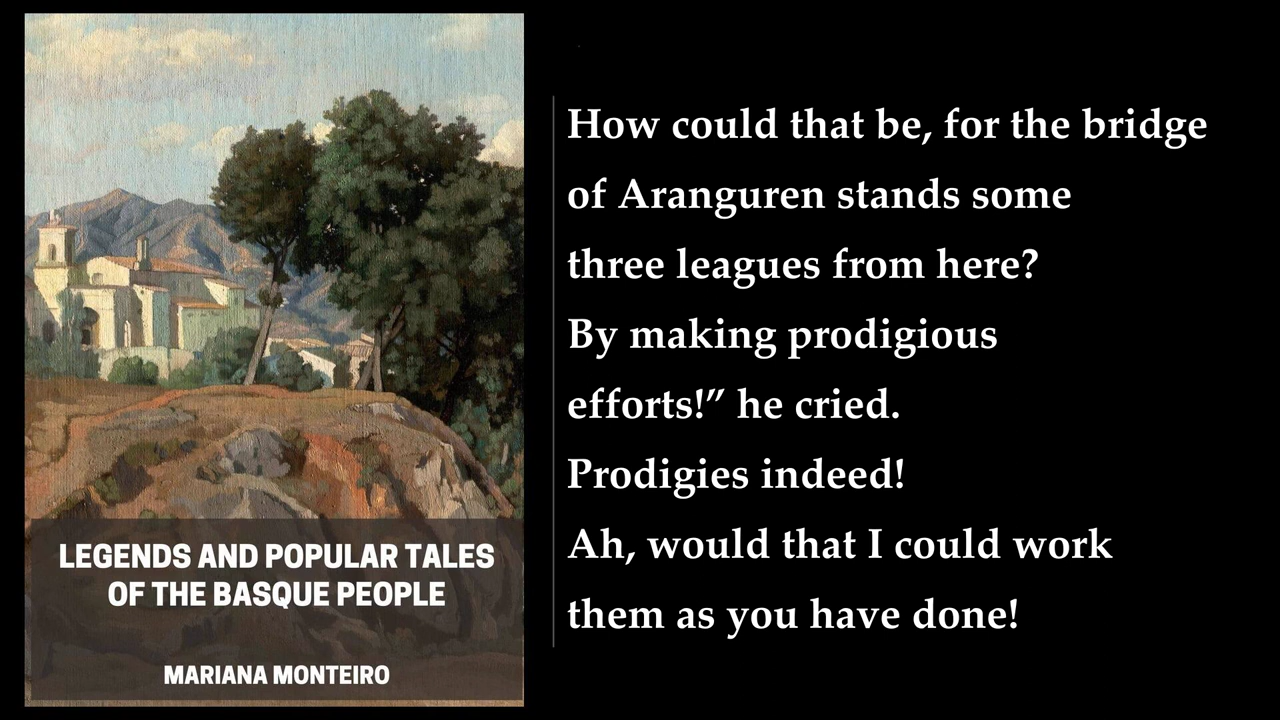 LEGENDS AND POPULAR TALES
OF THE BASQUE PEOPLE
MARIANA MONTEIRO
How could that be, for the bridge
of Aranguren stands some
three leagues from here?
By making prodigious
efforts!” he cried.
Prodigies indeed!
Ah, would that I could work
them as you have done!